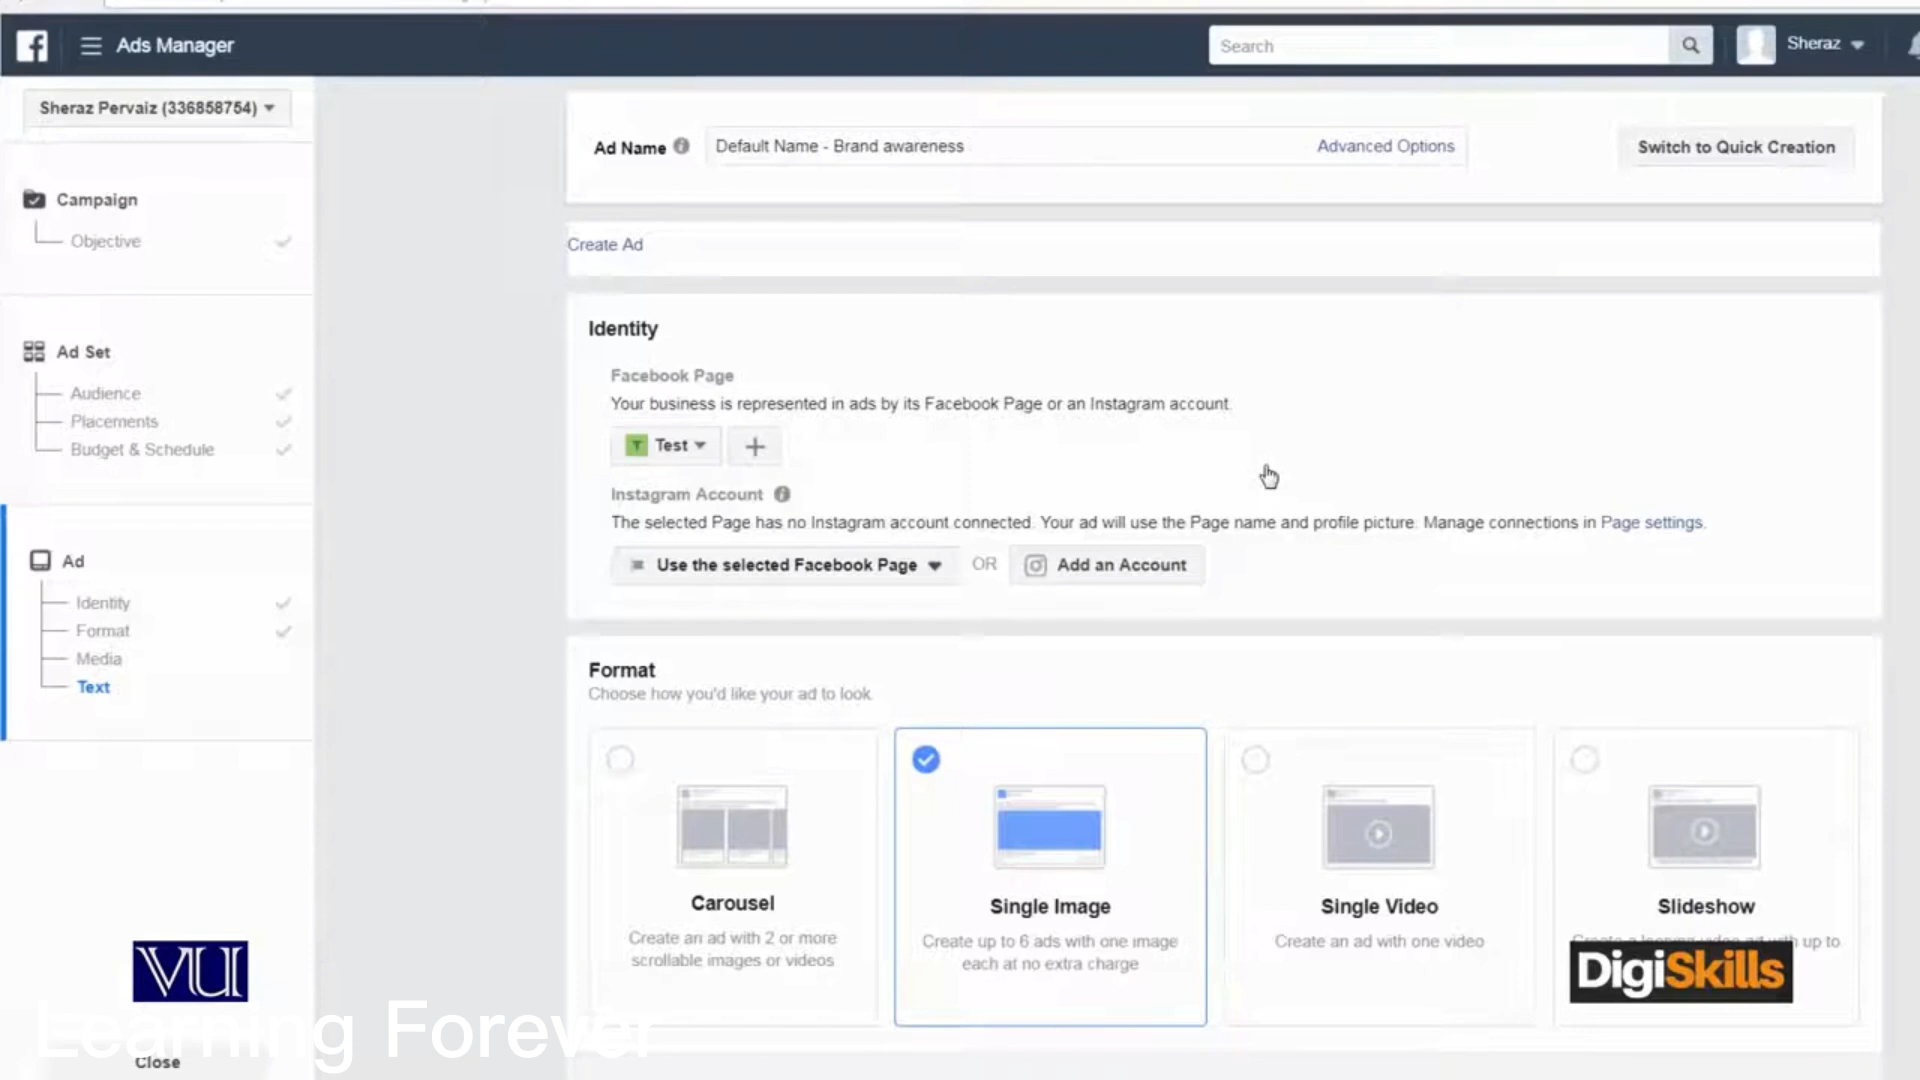 Ads Manager
Search
Sheraz
Sheraz Pervaiz (336858754)
Ad Name
Default Name - Brand awareness
Advanced Options
Switch to Quick Creation
Campaign
Objective
Create Ad
Ad Set
Audience
Placements
Budget & Schedule
Identity
Facebook Page
Your business is represented in ads by its Facebook Page or an Instagram account.
T Test
Instagram Account
The selected Page has no Instagram account connected. Your ad will use the Page name and profile picture. Manage connections in Page settings.
Use the selected Facebook Page
OR
Add an Account
Ad
Identity
Format
Media
Text
Format
Choose how you'd like your ad to look.
Carousel
Create an ad with 2 or more
scrollable images or videos
Single Image
Create up to 6 ads with one image
each at no extra charge
Single Video
Create an ad with one video
Slideshow
up to
VU
DigiSkills
Learning Forever
Close